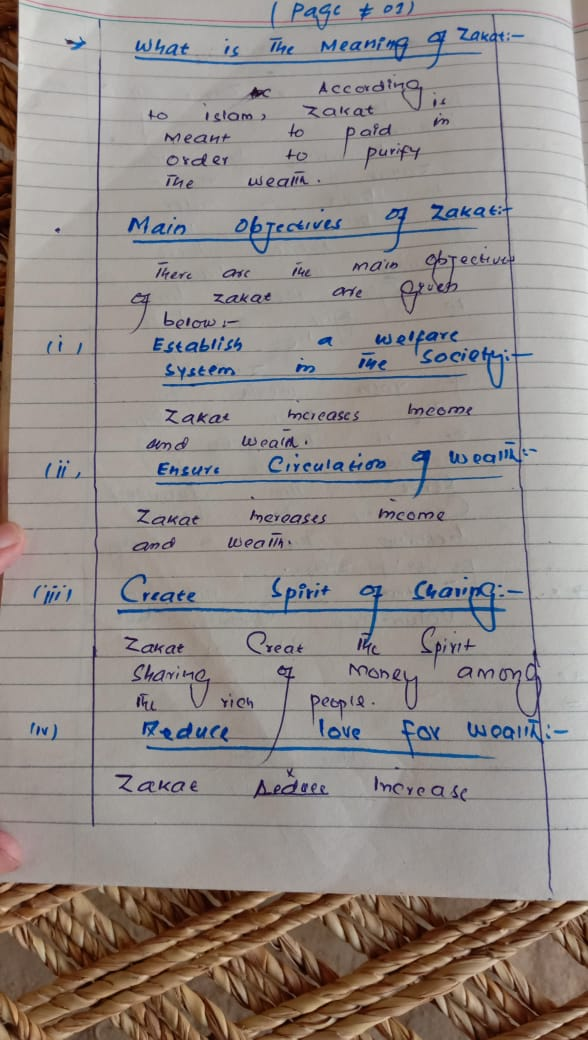 (Page # 01)
→ What is The Meaning of Zakat:-
According
to islam, Zakat is
Meant to paid in
order to purify
The wealth.
Main Objectives of Zakat:-
There are the main objectives
of zakat are given
below:-
(i) Establish a welfare
System in The Society:-
Zakat increases income
and wealth.
(ii) Ensure Circulation of wealth:-
Zakat increases income
and wealth.
(iii) Create Spirit of Sharing:-
Zakat Creat The Spirit
Sharing of Money among
The rich people.
(iv) Reduce love for wealth:-
Zakat Reduce Increase